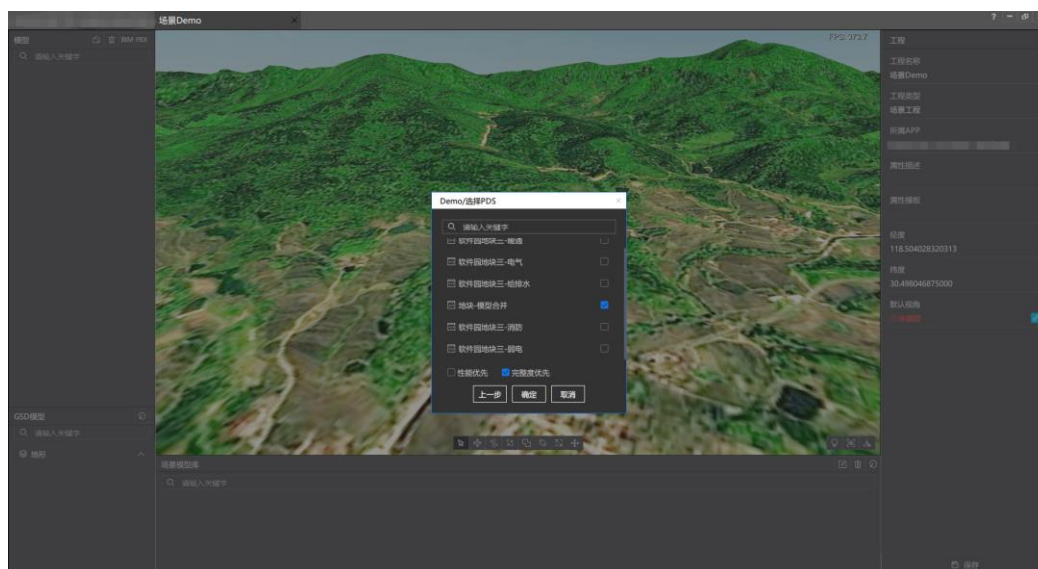 场景Demo ×
? －
模型 BIM FBX
请输入关键字
FPS: 373.7
工程
工程名称
场景Demo
工程类型
场景工程
所属APP
属性描述
属性模板
经度
118.504028320313
纬度
30.498046875000
默认视角
Demo/选择PDS ×
请输入关键字
软件园地块三-暖通
软件园地块三-电气
软件园地块三-给排水
地块-模型合并
软件园地块三-消防
软件园地块三-弱电
性能优先 完整度优先
上一步 确定 取消
GSD模型
请输入关键字
地形
场景模型库
请输入关键字
保存